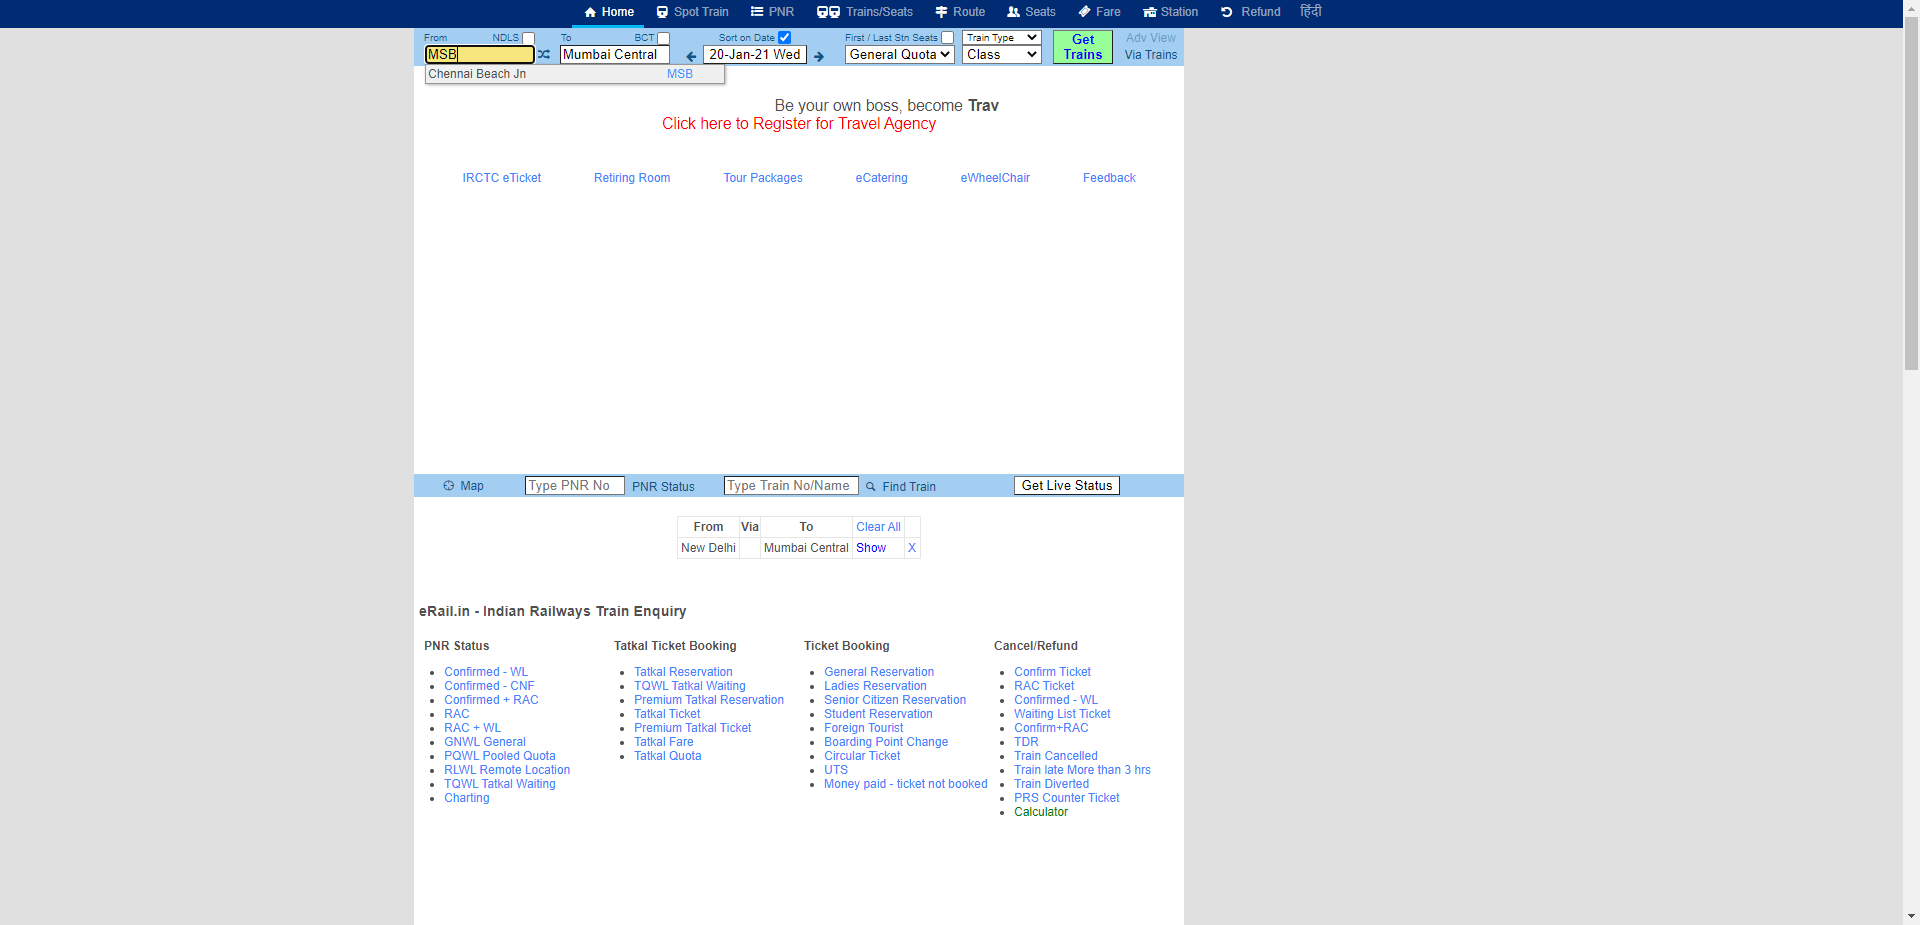 Home Spot Train PNR Trains/Seats Route Seats Fare Station Refund हिंदी
From NDLS To BCT Sort on Date First / Last Stn Seats Train Type Get Trains Adv View
MSB Mumbai Central 20-Jan-21 Wed General Quota Class Via Trains
Chennai Beach Jn MSB
Be your own boss, become Trav
Click here to Register for Travel Agency
IRCTC eTicket Retiring Room Tour Packages eCatering eWheelChair Feedback
Map Type PNR No PNR Status Type Train No/Name Find Train Get Live Status
From Via To Clear All
New Delhi Mumbai Central Show X
eRail.in - Indian Railways Train Enquiry
PNR Status
Confirmed - WL
Confirmed - CNF
Confirmed + RAC
RAC
RAC + WL
GNWL General
PQWL Pooled Quota
RLWL Remote Location
TQWL Tatkal Waiting
Charting
Tatkal Ticket Booking
Tatkal Reservation
TQWL Tatkal Waiting
Premium Tatkal Reservation
Tatkal Ticket
Premium Tatkal Ticket
Tatkal Fare
Tatkal Quota
Ticket Booking
General Reservation
Ladies Reservation
Senior Citizen Reservation
Student Reservation
Foreign Tourist
Boarding Point Change
Circular Ticket
UTS
Money paid - ticket not booked
Cancel/Refund
Confirm Ticket
RAC Ticket
Confirmed - WL
Waiting List Ticket
Confirm+RAC
TDR
Train Cancelled
Train late More than 3 hrs
Train Diverted
PRS Counter Ticket
Calculator